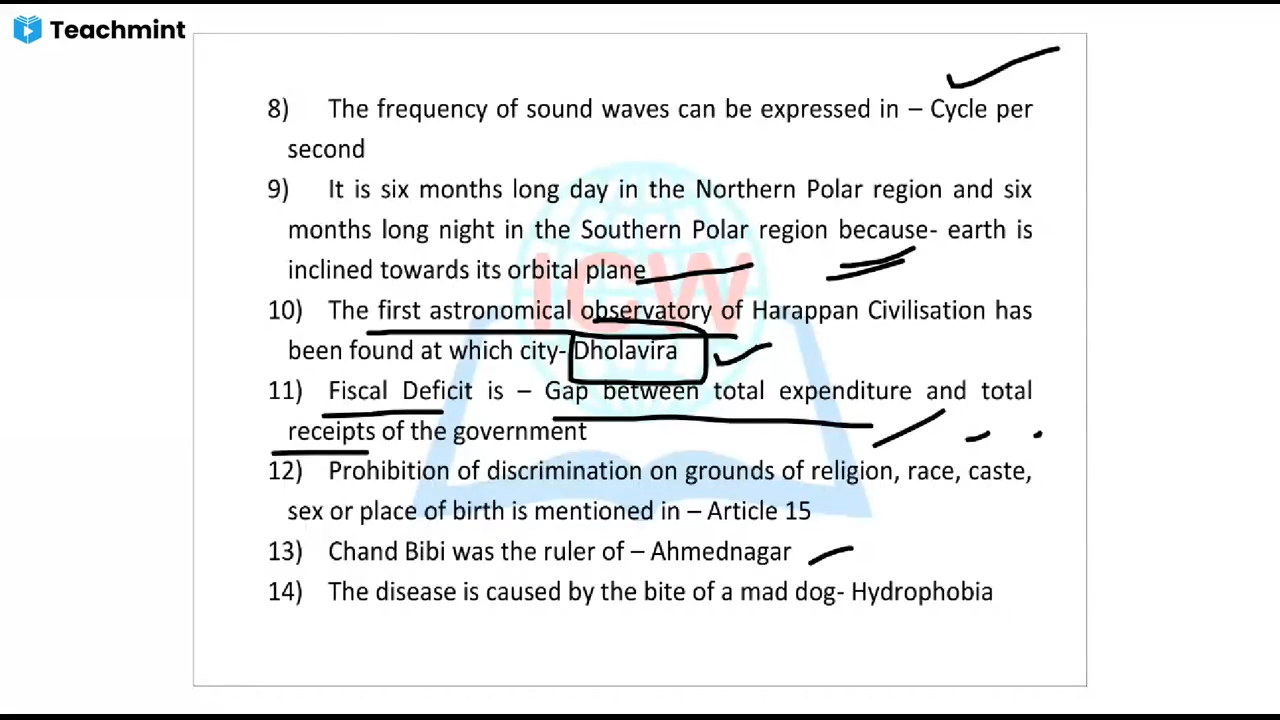 Teachmint
8) The frequency of sound waves can be expressed in – Cycle per
second
9) It is six months long day in the Northern Polar region and six
months long night in the Southern Polar region because- earth is
inclined towards its orbital plane
10) The first astronomical observatory of Harappan Civilisation has
been found at which city- Dholavira
11) Fiscal Deficit is – Gap between total expenditure and total
receipts of the government
12) Prohibition of discrimination on grounds of religion, race, caste,
sex or place of birth is mentioned in – Article 15
13) Chand Bibi was the ruler of – Ahmednagar
14) The disease is caused by the bite of a mad dog- Hydrophobia
ICW